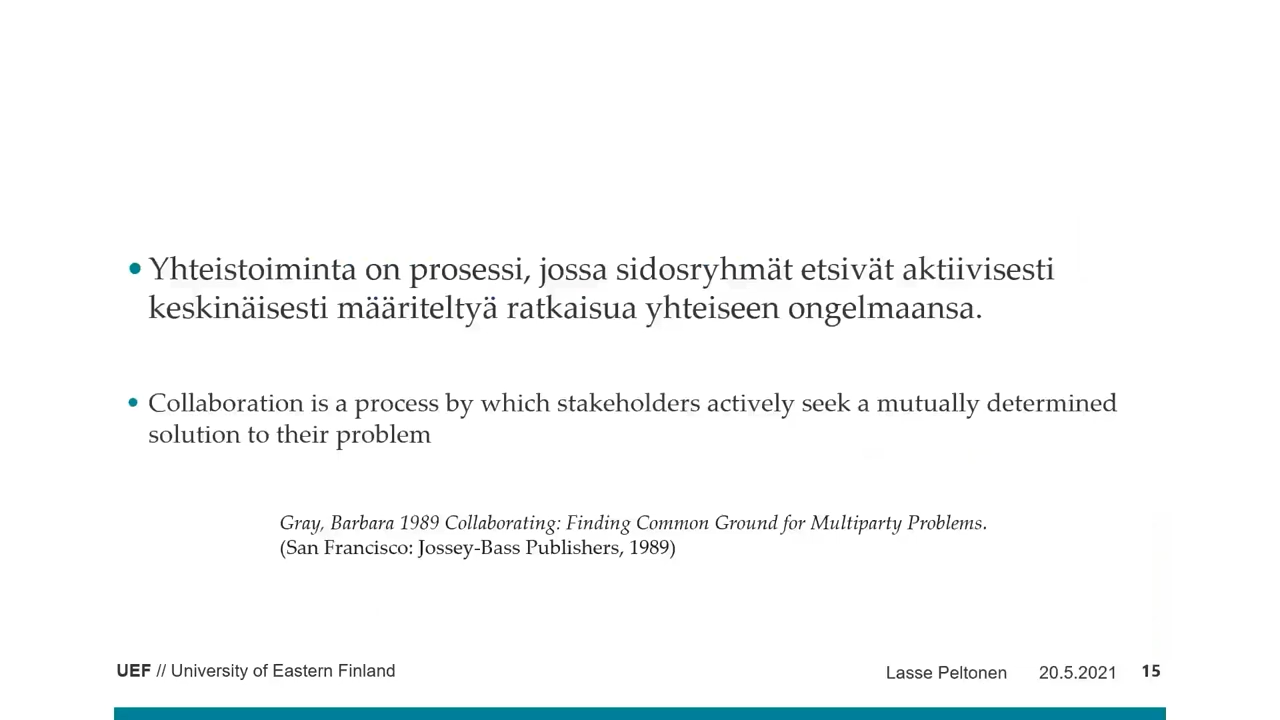 • Yhteistoiminta on prosessi, jossa sidosryhmät etsivät aktiivisesti
keskinäisesti määriteltyä ratkaisua yhteiseen ongelmaansa.
• Collaboration is a process by which stakeholders actively seek a mutually determined
solution to their problem
Gray, Barbara 1989 Collaborating: Finding Common Ground for Multiparty Problems.
(San Francisco: Jossey-Bass Publishers, 1989)
UEF // University of Eastern Finland
Lasse Peltonen 20.5.2021 15